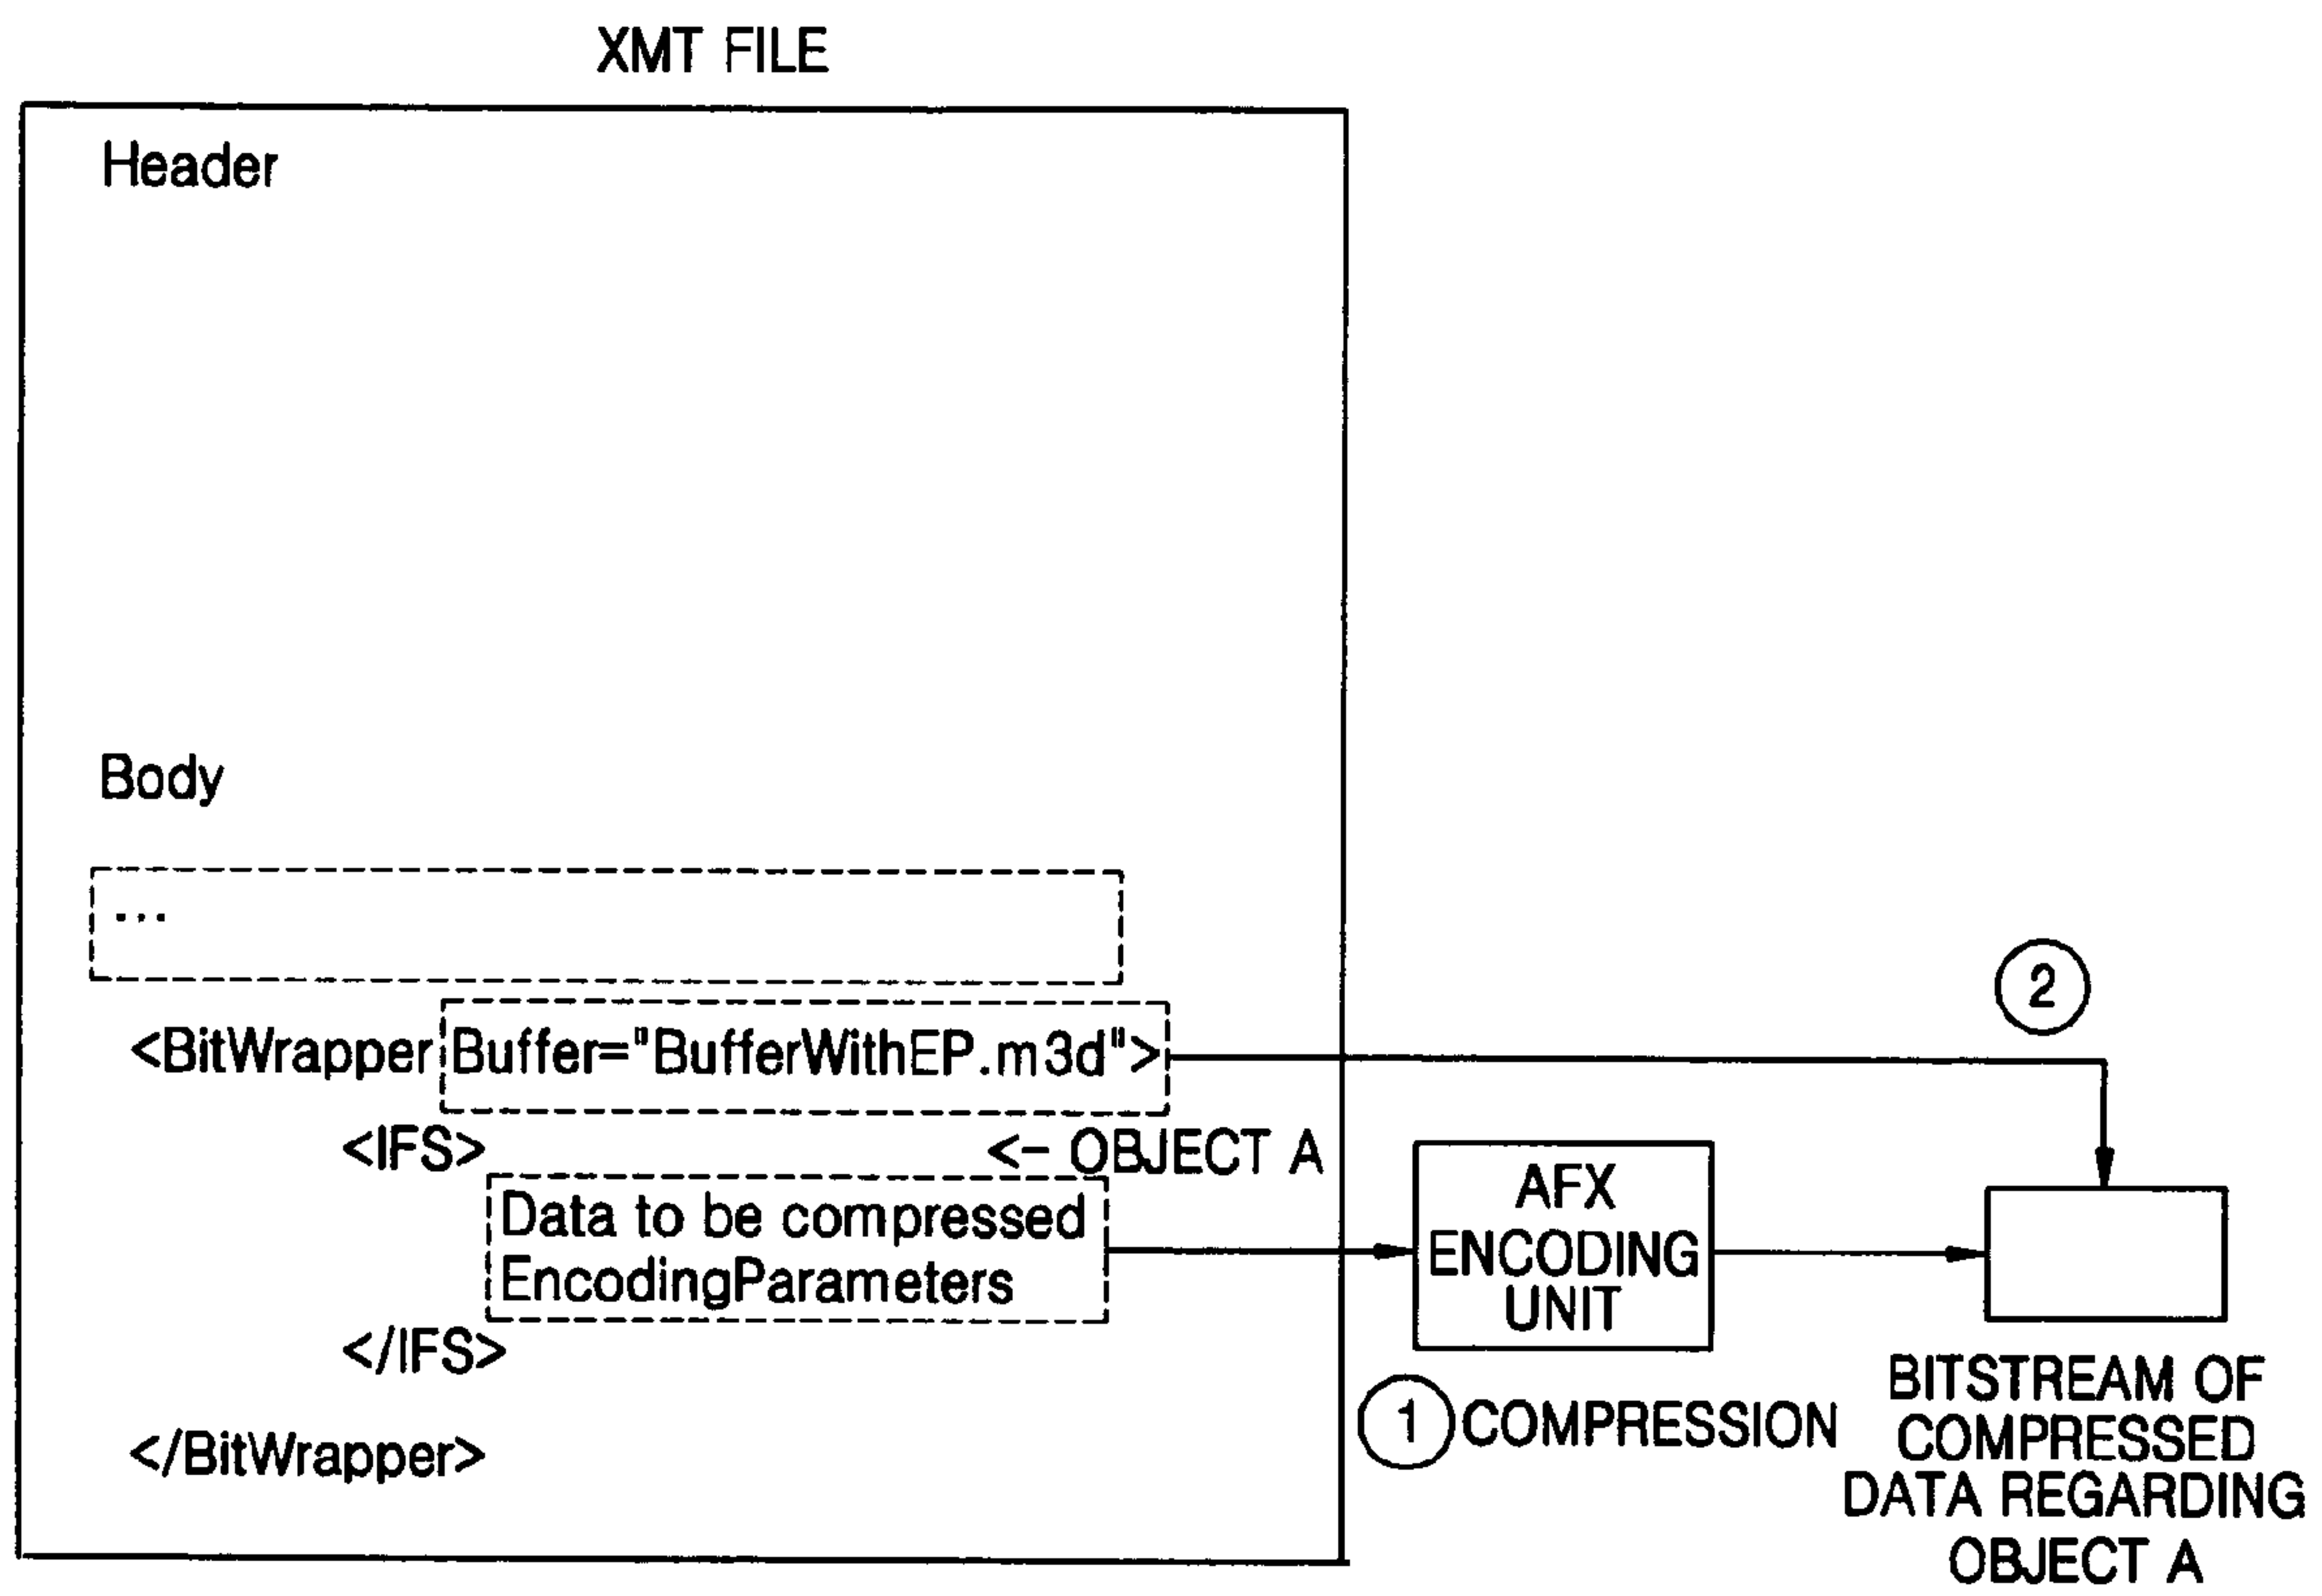 XMT FILE
Header
Body
...
2
<BitWrapper Buffer="BufferWithEP.m3d">
<IFS> <- OBJECT A
Data to be compressed
EncodingParameters
</IFS>
</BitWrapper>
AFX
ENCODING
UNIT
1 COMPRESSION
BITSTREAM OF
COMPRESSED
DATA REGARDING
OBJECT A